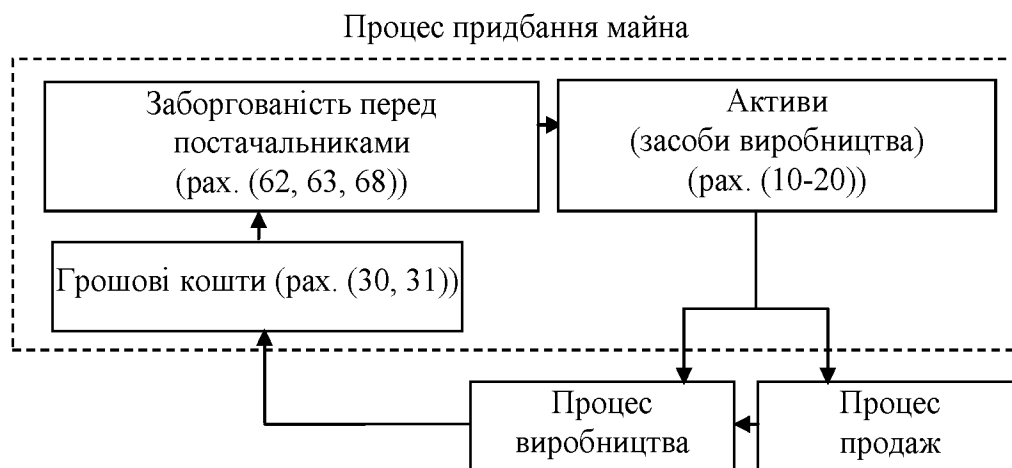 Процес придбання майна
Заборгованість перед
постачальниками
(рах. (62, 63, 68))
Активи
(засоби виробництва)
(рах. (10-20))
Грошові кошти (рах. (30, 31))
Процес
виробництва
Процес
продаж